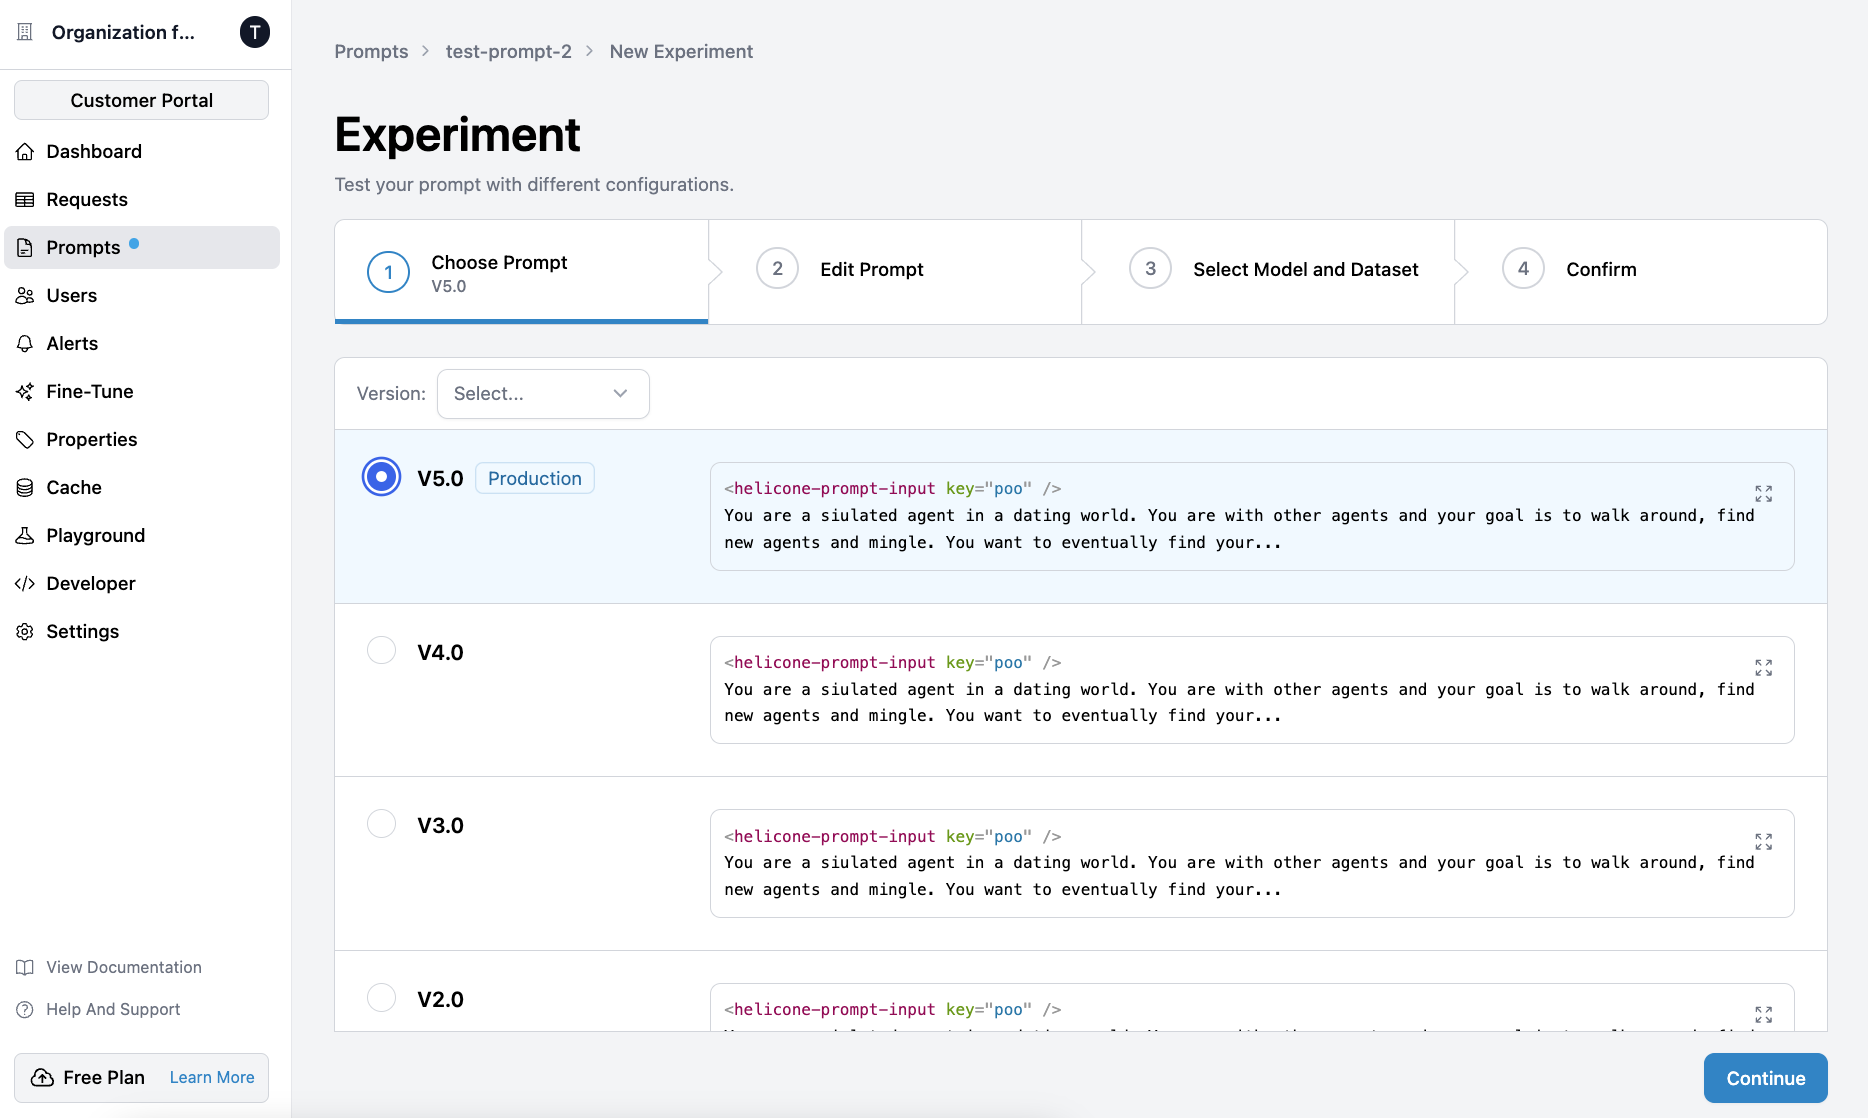 Organization f...
T
Customer Portal
Dashboard
Requests
Prompts
Users
Alerts
Fine-Tune
Properties
Cache
Playground
Developer
Settings
View Documentation
Help And Support
Free Plan Learn More
Prompts > test-prompt-2 > New Experiment
Experiment
Test your prompt with different configurations.
1 Choose Prompt
V5.0
2 Edit Prompt
3 Select Model and Dataset
4 Confirm
Version: Select...
V5.0 Production
<helicone-prompt-input key="poo" />
You are a siulated agent in a dating world. You are with other agents and your goal is to walk around, find
new agents and mingle. You want to eventually find your...
V4.0
<helicone-prompt-input key="poo" />
You are a siulated agent in a dating world. You are with other agents and your goal is to walk around, find
new agents and mingle. You want to eventually find your...
V3.0
<helicone-prompt-input key="poo" />
You are a siulated agent in a dating world. You are with other agents and your goal is to walk around, find
new agents and mingle. You want to eventually find your...
V2.0
<helicone-prompt-input key="poo" />
Continue